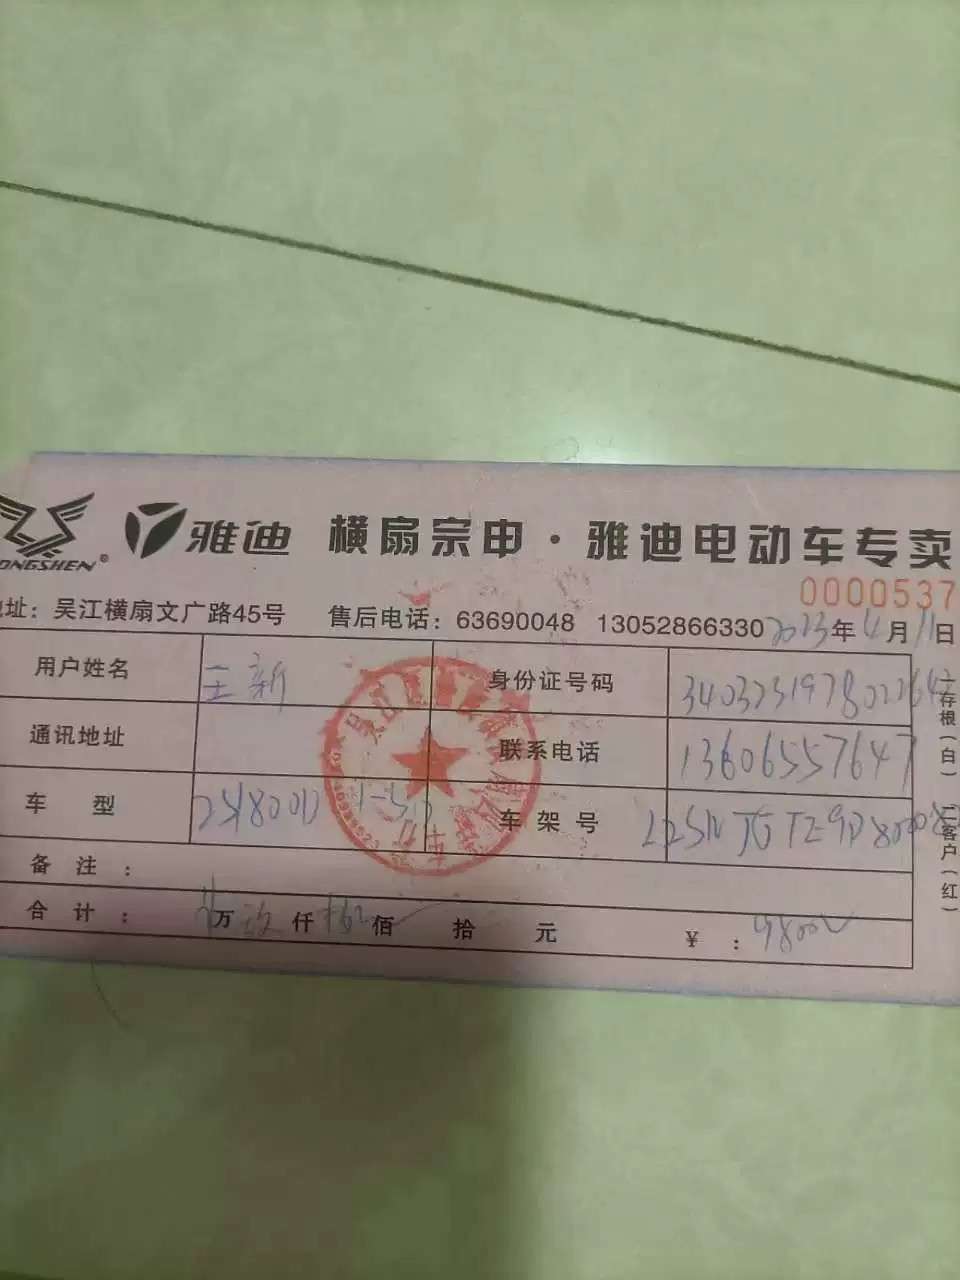 雅迪 横扇宗申·雅迪电动车专卖
ONGSHEN®
0000537
址：吴江横扇文广路45号 售后电话：63690048 13052866330 2023年4月11日
用户姓名 王新 身份证号码
通讯地址 联系电话 13606557647
车 型 车架号
备 注：
合 计： 万 仟 佰 拾 元 ￥：9800
一存根（白） 二客户（红）